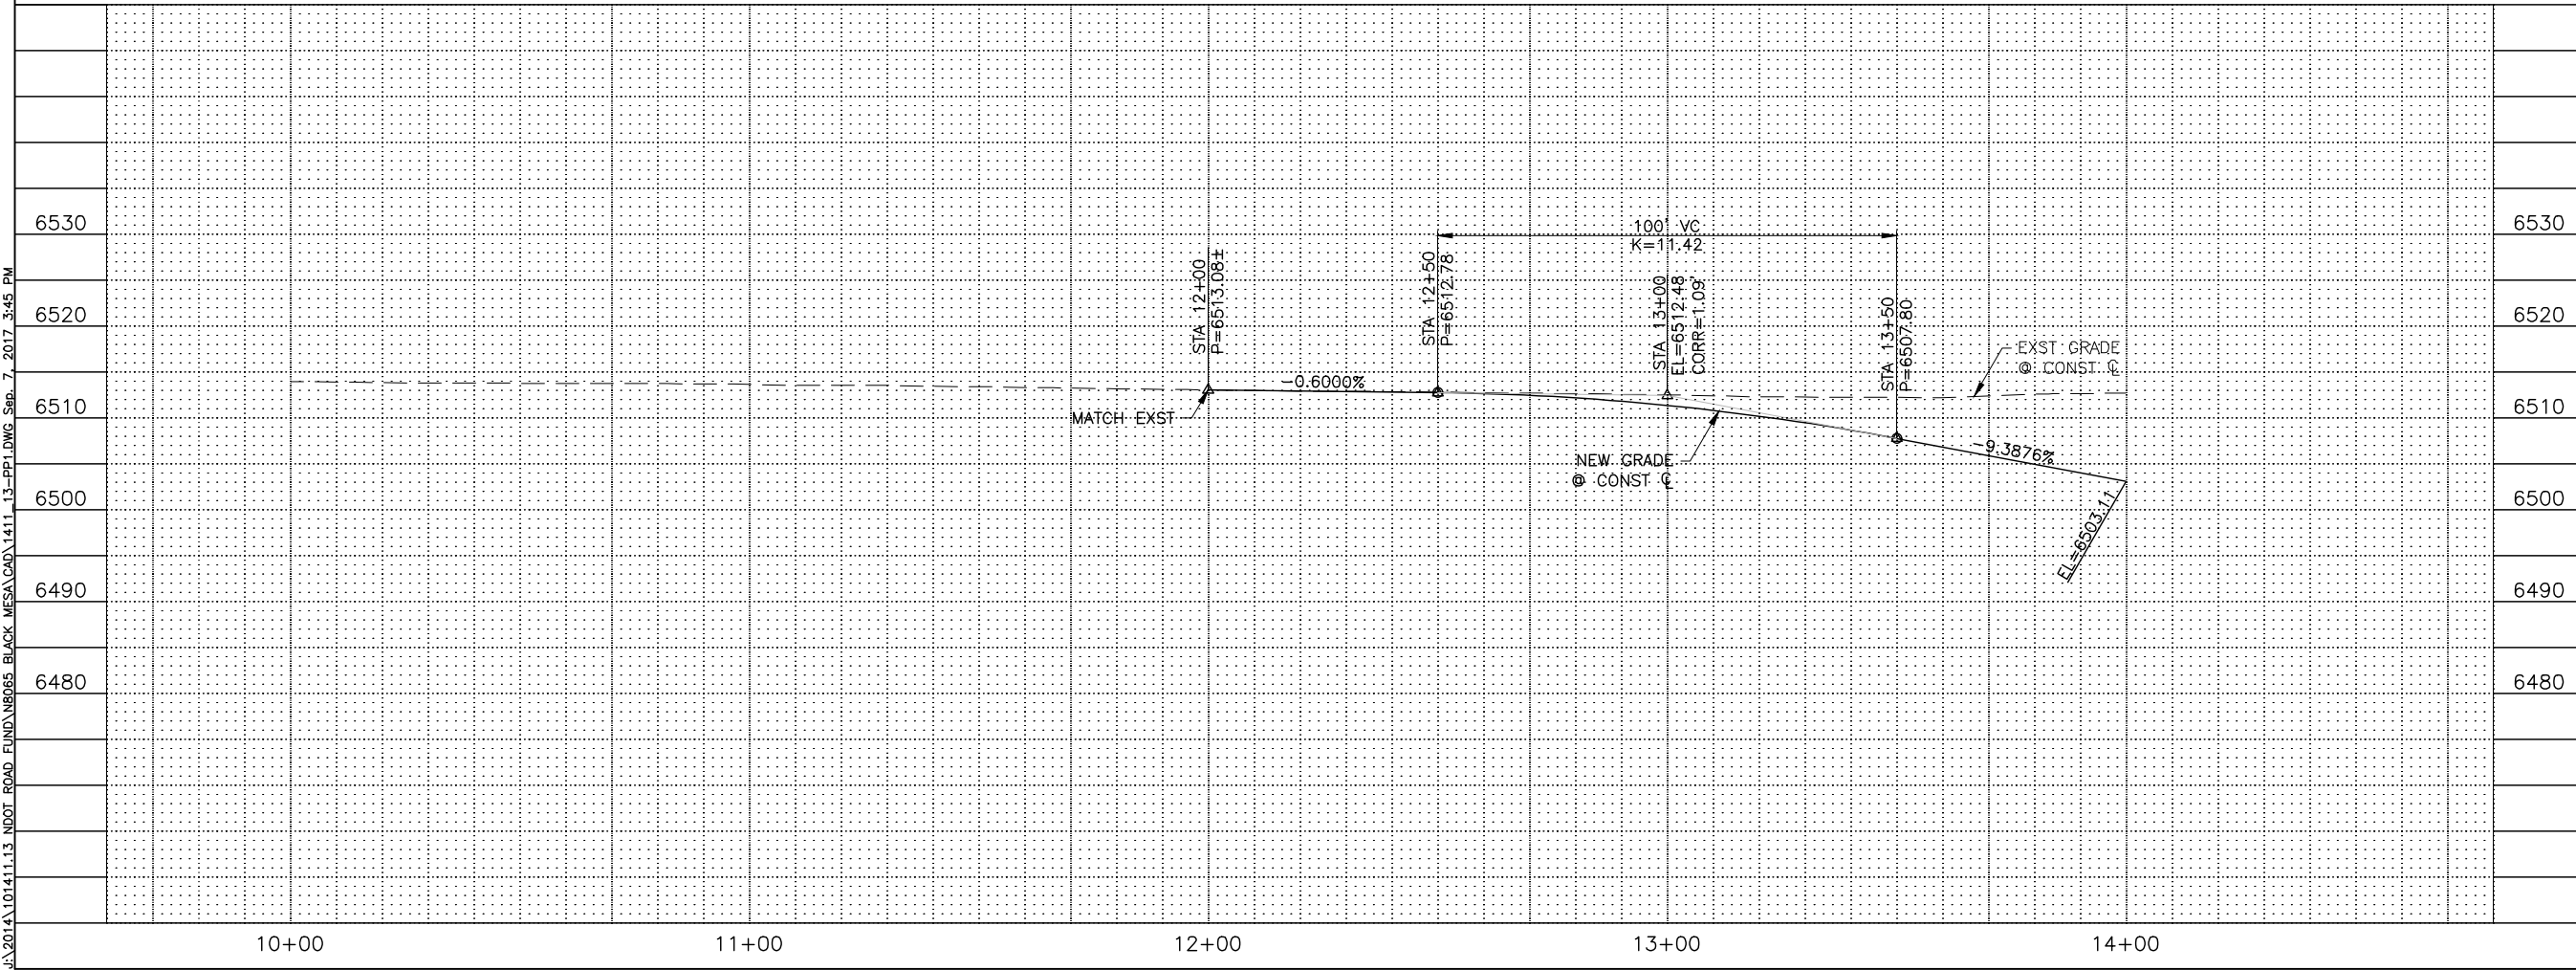 6530
6520
6510
6500
6490
6480
J:\2014\101411.13 NDOT ROAD FUND\N8065 BLACK MESA\CAD\1411_13-PP1.DWG Sep. 7, 2017 3:45 PM
MATCH EXST
STA 12+00
P=6513.08±
-0.6000%
STA 12+50
P=6512.78
100' VC
K=11.42
STA 13+00
EL=6512.48
CORR=1.09'
NEW GRADE
@ CONST ℄
STA 13+50
P=6507.80
EXST GRADE
@ CONST ℄
-9.3876%
EL=6503.11
6530
6520
6510
6500
6490
6480
10+00
11+00
12+00
13+00
14+00